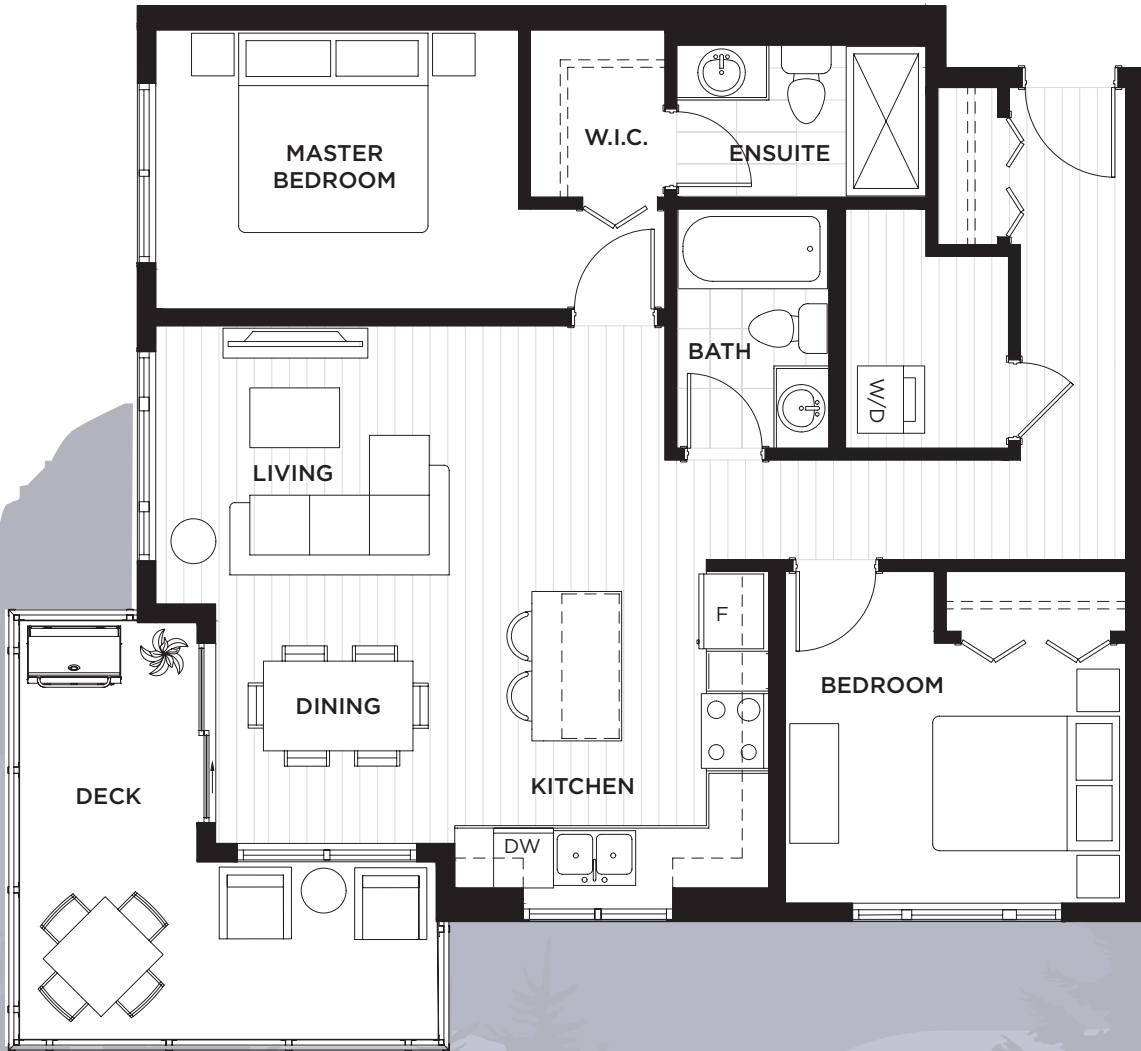 MASTER
BEDROOM
W.I.C.
ENSUITE
BATH
W/D
LIVING
F
BEDROOM
DINING
KITCHEN
DECK
DW